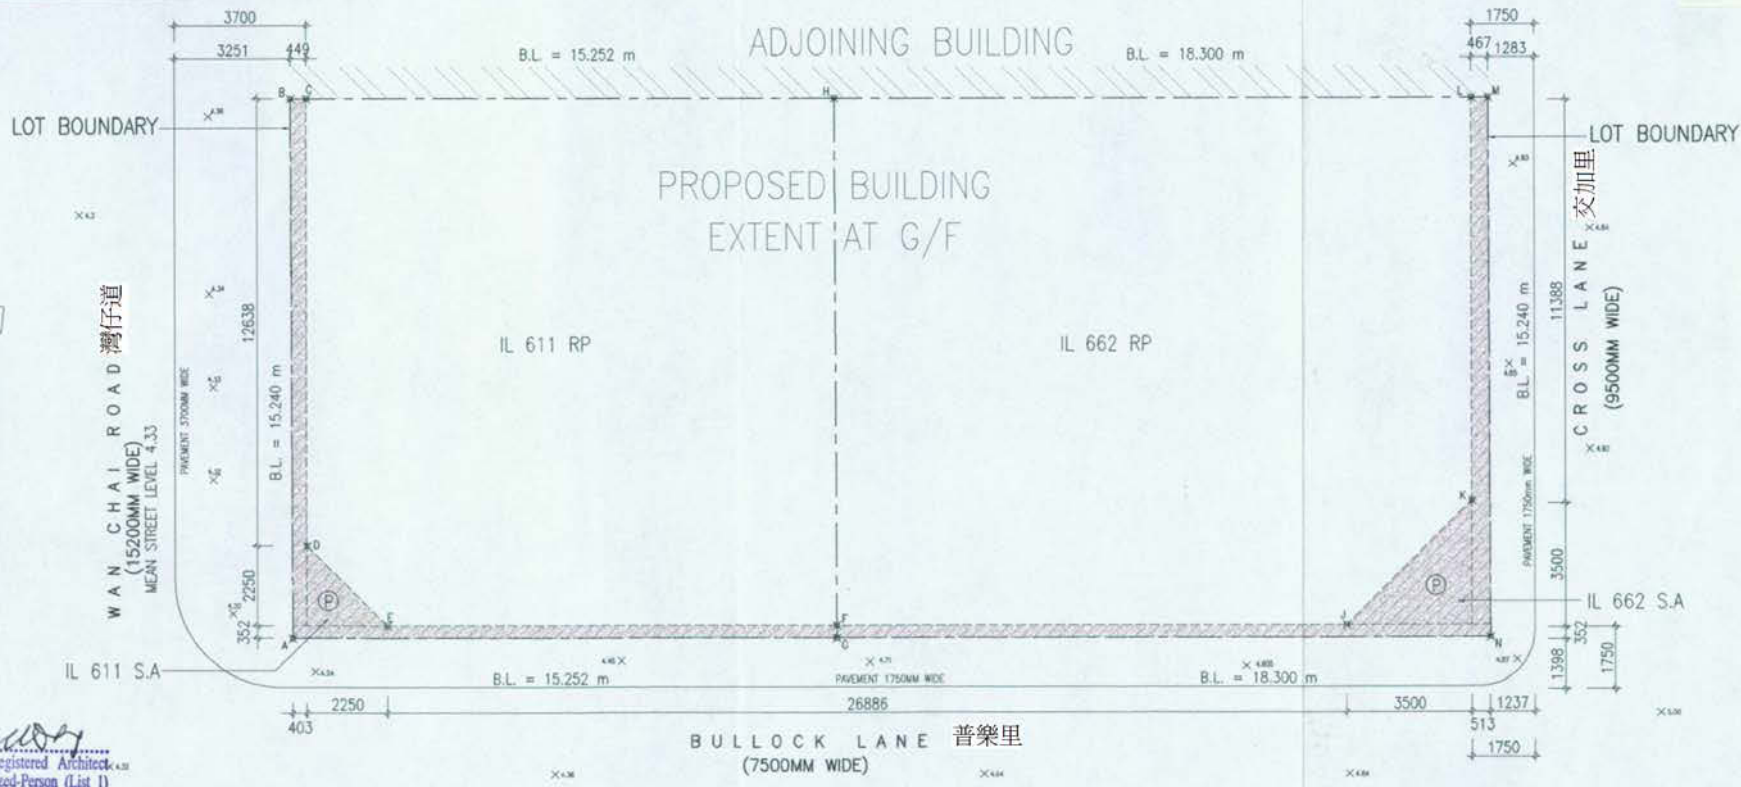 3700
1750
3251
449
B.L. = 15.252 m
ADJOINING BUILDING
B.L. = 18.300 m
467
1283
B
C
H
L
M
LOT BOUNDARY
LOT BOUNDARY
PROPOSED BUILDING
EXTENT AT G/F
IL 611 RP
IL 662 RP
WAN CHAI ROAD 灣仔道
(15200MM WIDE)
MEAN STREET LEVEL 4.33
PAVEMENT 3700MM WIDE
12638
B.L. = 15.240 m
2250
352
B.L. = 15.240 m
11388
3500
352
1398
1750
PAVEMENT 1750mm WIDE
CROSS LANE 交加里
(9500MM WIDE)
D
K
P
P
E
F
J
A
G
N
IL 611 S.A
IL 662 S.A
B.L. = 15.252 m
PAVEMENT 1750MM WIDE
B.L. = 18.300 m
2250
26886
3500
1237
403
513
1750
BULLOCK LANE 普樂里
(7500MM WIDE)
egistered Architect
zed-Person (List I)